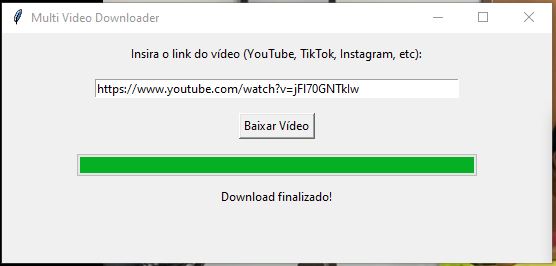 Multi Video Downloader
Insira o link do vídeo (YouTube, TikTok, Instagram, etc):
https://www.youtube.com/watch?v=jFI70GNTklw
Baixar Vídeo
Download finalizado!